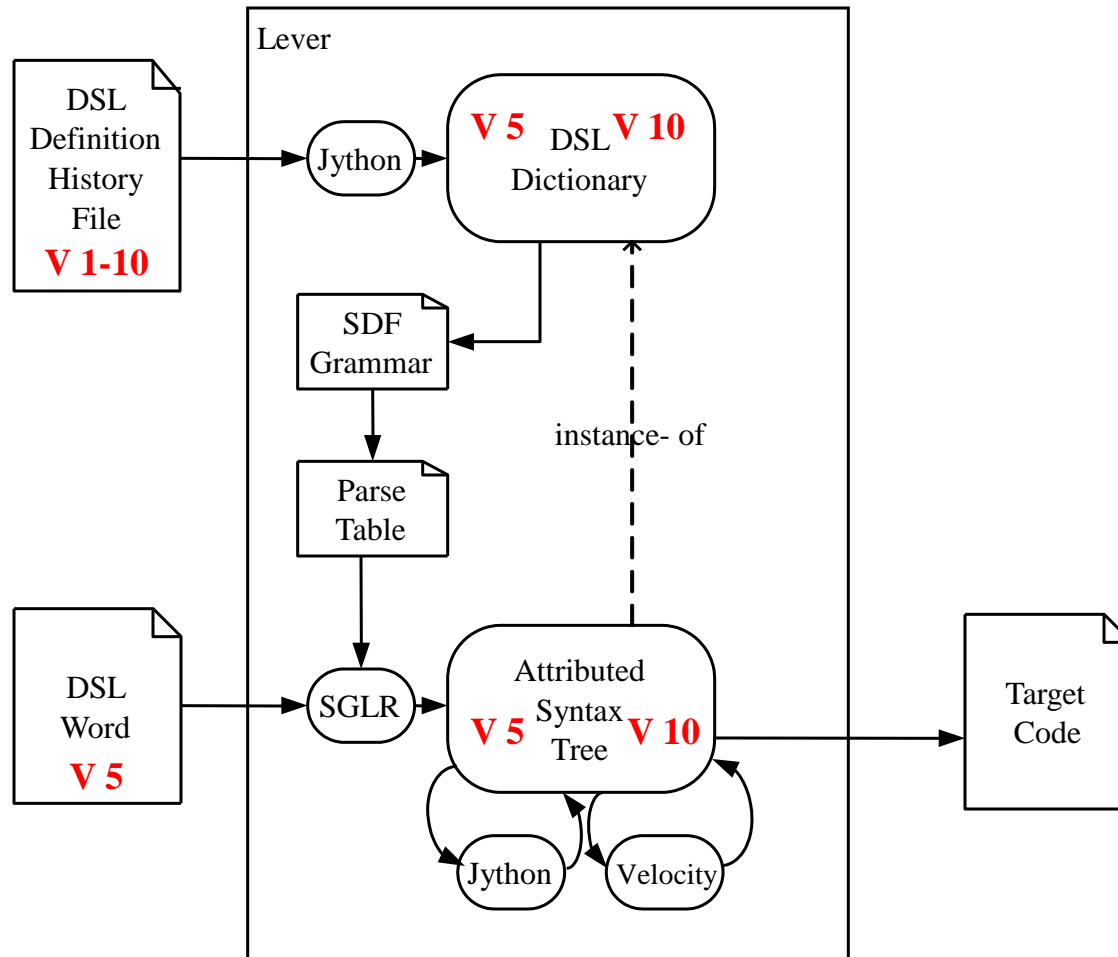 Lever
DSL
Definition
History
File
V 1-10
Jython
V 5 DSL V 10
Dictionary
SDF
Grammar
instance- of
Parse
Table
DSL
Word
V 5
SGLR
Attributed
Syntax
V 5 V 10
Tree
Target
Code
Jython
Velocity